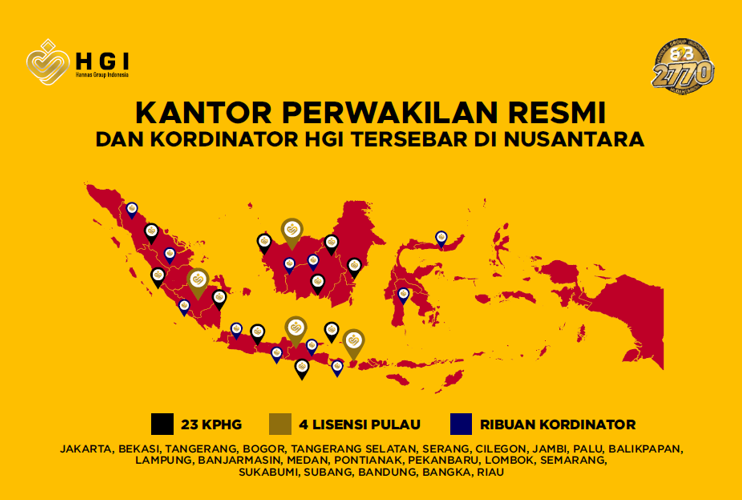 HGI
Harmas Group Indonesia
2770
KANTOR PERWAKILAN RESMI
DAN KORDINATOR HGI TERSEBAR DI NUSANTARA
23 KPHG
4 LISENSI PULAU
RIBUAN KORDINATOR
JAKARTA, BEKASI, TANGERANG, BOGOR, TANGERANG SELATAN, SERANG, CILEGON, JAMBI, PALU, BALIKPAPAN,
LAMPUNG, BANJARMASIN, MEDAN, PONTIANAK, PEKANBARU, LOMBOK, SEMARANG,
SUKABUMI, SUBANG, BANDUNG, BANGKA, RIAU